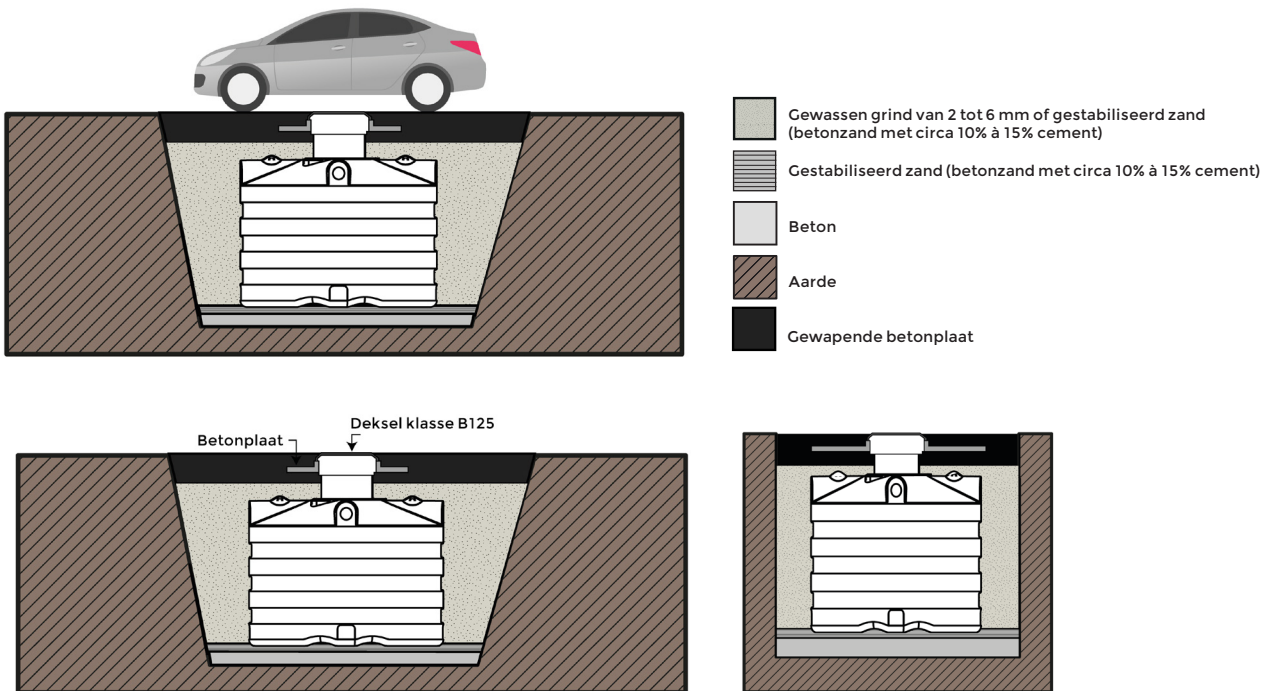 Gewassen grind van 2 tot 6 mm of gestabiliseerd zand
(betonzand met circa 10% à 15% cement)
Gestabiliseerd zand (betonzand met circa 10% à 15% cement)
Beton
Aarde
Gewapende betonplaat
Deksel klasse B125
Betonplaat